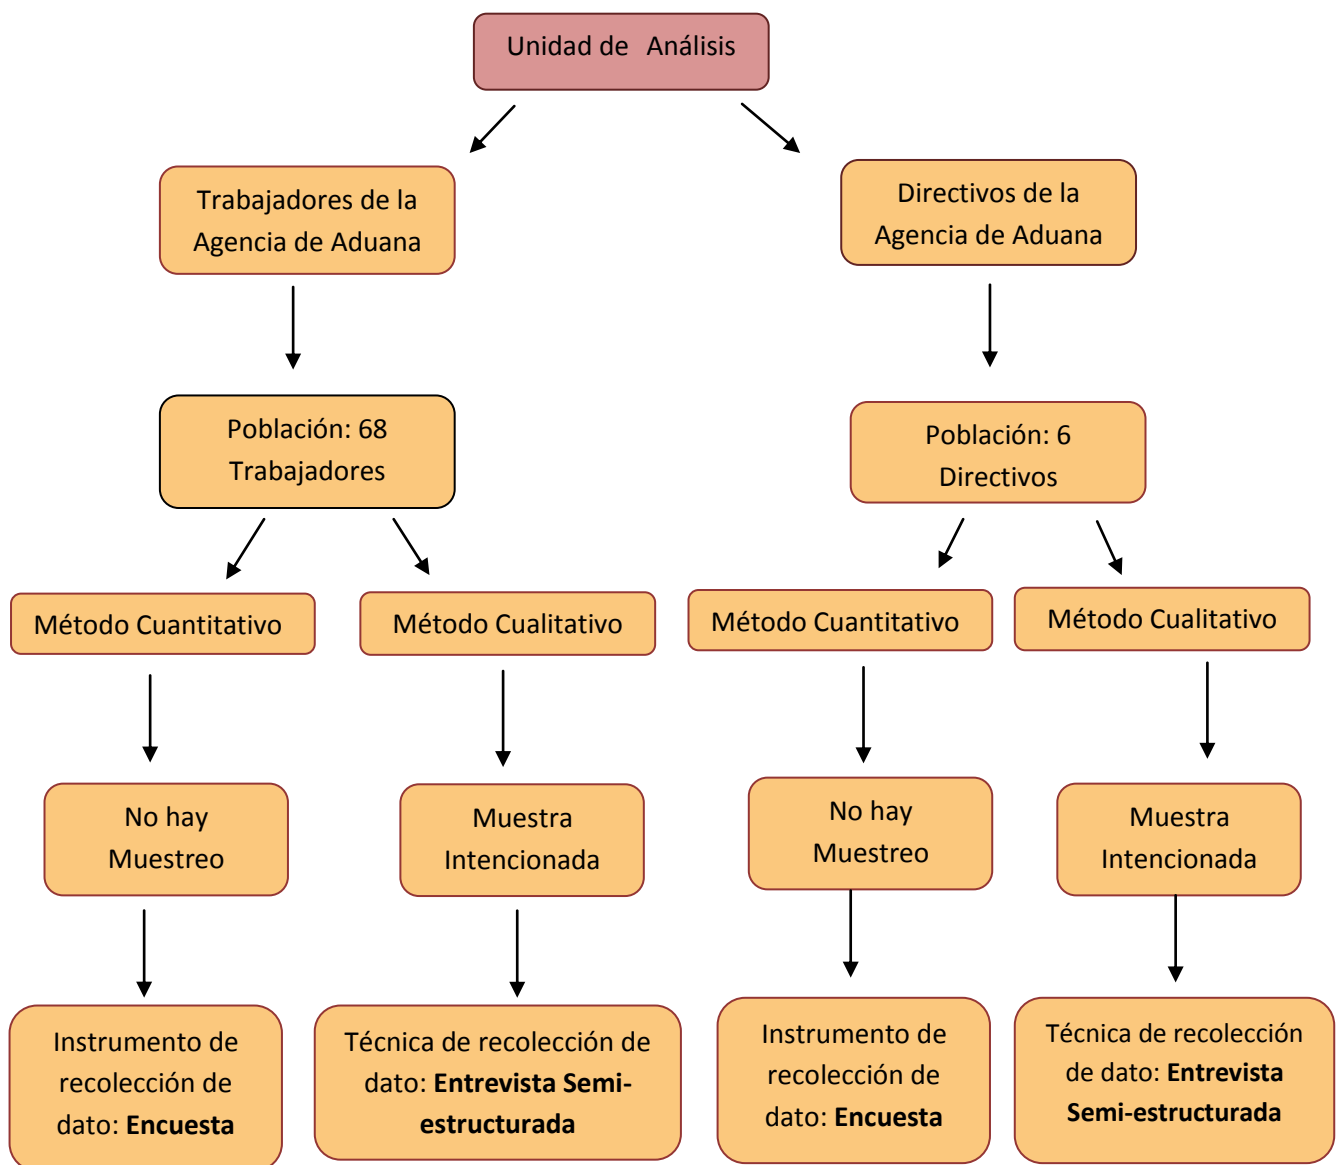 Unidad de Análisis
Trabajadores de la
Agencia de Aduana
Directivos de la
Agencia de Aduana
Población: 68
Trabajadores
Población: 6
Directivos
Método Cuantitativo
Método Cualitativo
Método Cuantitativo
Método Cualitativo
No hay
Muestreo
Muestra
Intencionada
No hay
Muestreo
Muestra
Intencionada
Instrumento de
recolección de
dato: Encuesta
Técnica de recolección de
dato: Entrevista Semi-
estructurada
Instrumento de
recolección de
dato: Encuesta
Técnica de recolección
de dato: Entrevista
Semi-estructurada